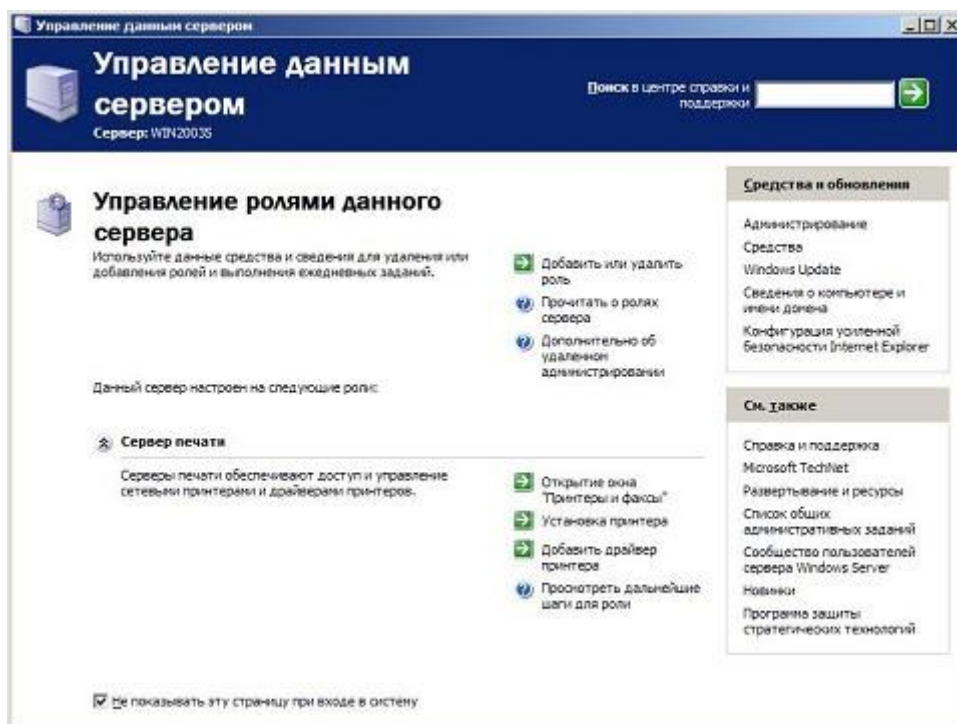 Управление данным сервером
Управление данным
сервером
Сервер: WIN2003S
Поиск в центре справки и
поддержки
Управление ролями данного
сервера
Используйте данные средства и сведения для удаления или
добавления ролей и выполнения ежедневных заданий.
Добавить или удалить
роль
Прочитать о ролях
сервера
Дополнительно об
удаленном
администрировании
Данный сервер настроен на следующие роли:
Сервер печати
Серверы печати обеспечивают доступ и управление
сетевыми принтерами и драйверами принтеров.
Открытие окна
"Принтеры и факсы"
Установка принтера
Добавить драйвер
принтера
Просмотреть дальнейшие
шаги для роли
Средства и обновления
Администрирование
Средства
Windows Update
Сведения о компьютере и
имени домена
Конфигурация усиленной
безопасности Internet Explorer
См. также
Справка и поддержка
Microsoft TechNet
Развертывание и ресурсы
Список общих
административных заданий
Сообщество пользователей
сервера Windows Server
Новинки
Программа защиты
стратегических технологий
Не показывать эту страницу при входе в систему